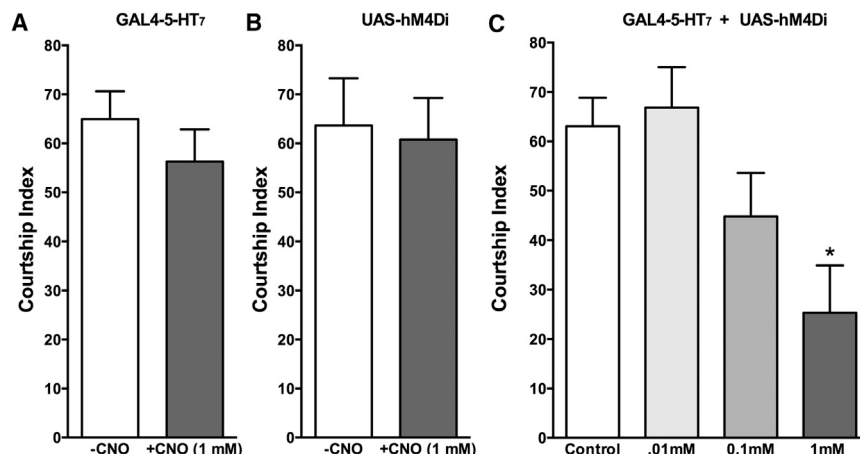 A
GAL4-5-HT7
Courtship Index
80
70
60
50
40
30
20
10
0
-CNO +CNO (1 mM)
B
UAS-hM4Di
Courtship Index
80
70
60
50
40
30
20
10
0
-CNO +CNO (1 mM)
C
GAL4-5-HT7 + UAS-hM4Di
Courtship Index
80
70
60
50
40
30
20
10
0
*
Control .01mM 0.1mM 1mM